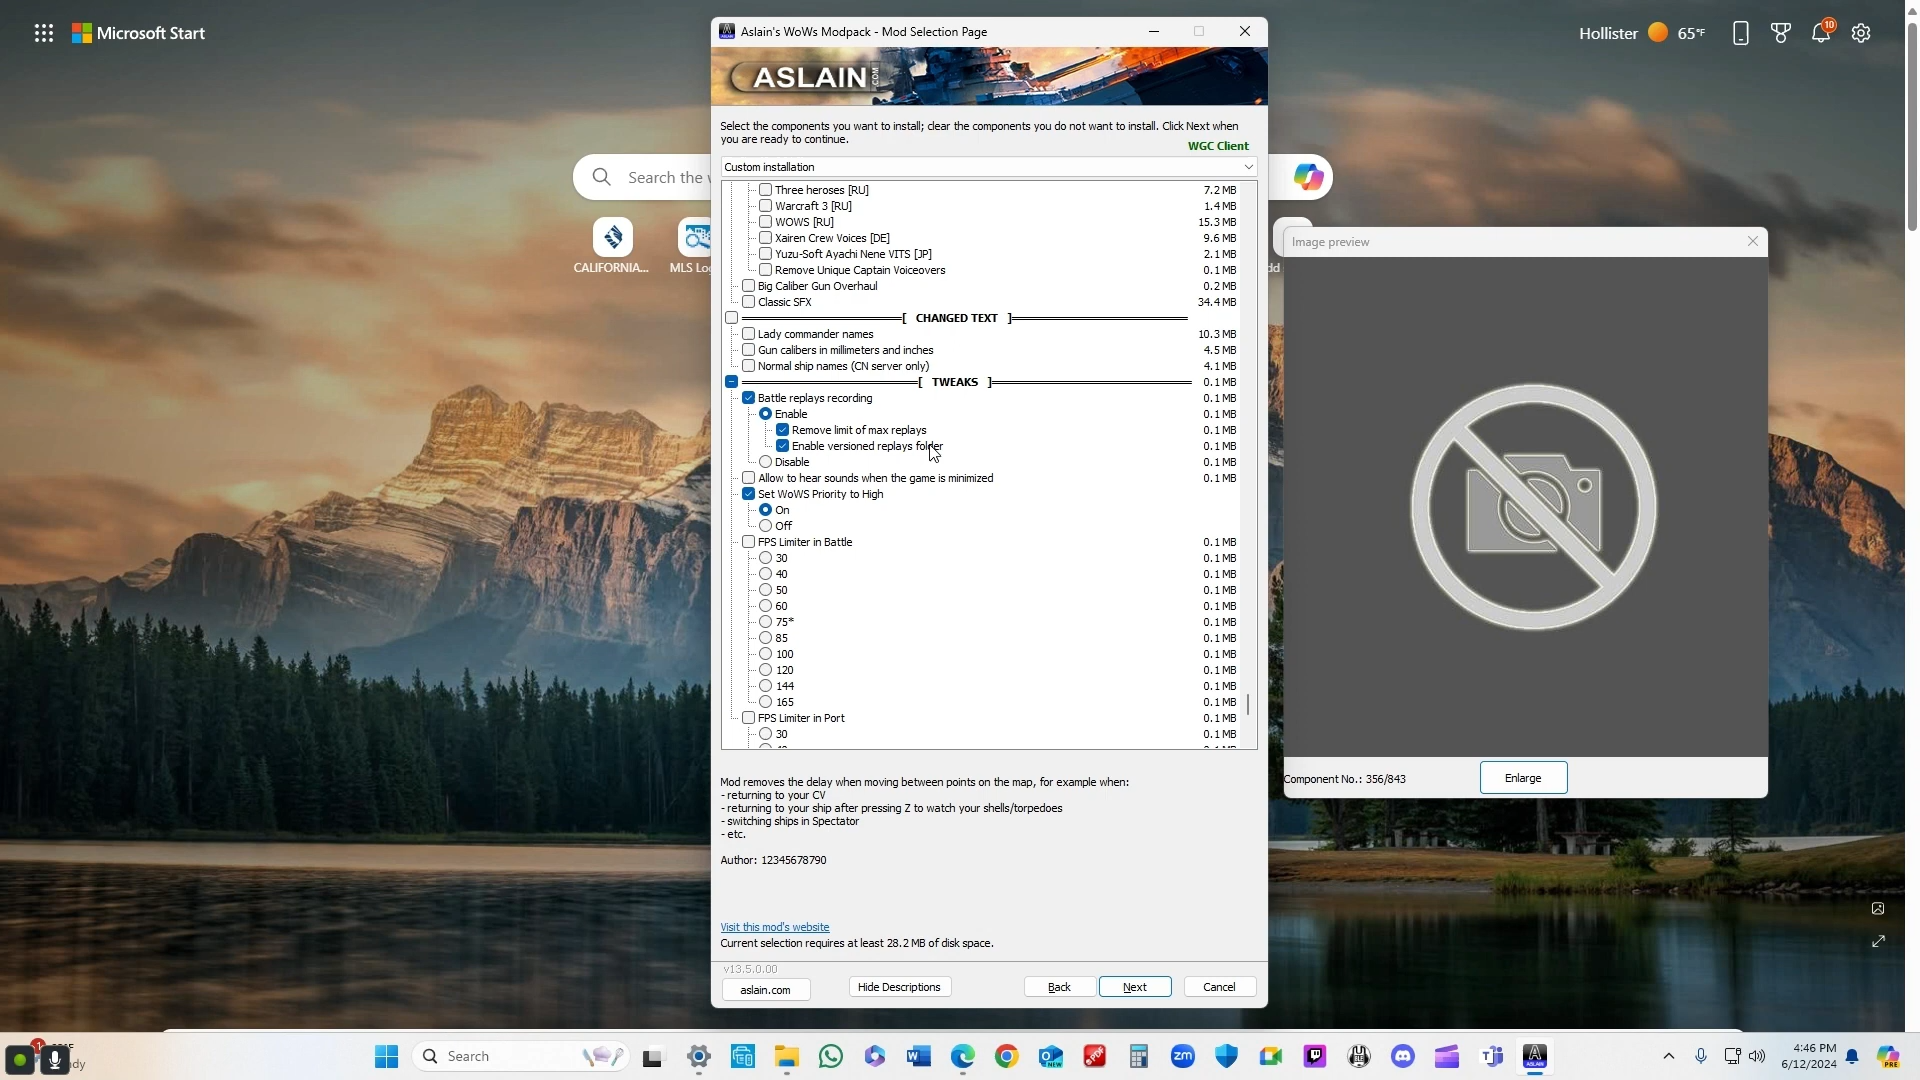 Microsoft Start
Hollister
65°F
10
Search the w
CALIFORNIA...
MLS Log
dd
Aslain's WoWs Modpack - Mod Selection Page
ASLAIN.COM
Select the components you want to install; clear the components you do not want to install. Click Next when
you are ready to continue.
WGC Client
Custom installation
Three heroses [RU] 7.2 MB
Warcraft 3 [RU] 1.4 MB
WOWS [RU] 15.3 MB
Xairen Crew Voices [DE] 9.6 MB
Yuzu-Soft Ayachi Nene VITS [JP] 2.1 MB
Remove Unique Captain Voiceovers 0.1 MB
Big Caliber Gun Overhaul 0.2 MB
Classic SFX 34.4 MB
[ CHANGED TEXT ]
Lady commander names 10.3 MB
Gun calibers in millimeters and inches 4.5 MB
Normal ship names (CN server only) 4.1 MB
[ TWEAKS ] 0.1 MB
Battle replays recording 0.1 MB
Enable 0.1 MB
Remove limit of max replays 0.1 MB
Enable versioned replays folder 0.1 MB
Disable 0.1 MB
Allow to hear sounds when the game is minimized 0.1 MB
Set WoWS Priority to High
On
Off
FPS Limiter in Battle 0.1 MB
30 0.1 MB
40 0.1 MB
50 0.1 MB
60 0.1 MB
75* 0.1 MB
85 0.1 MB
100 0.1 MB
120 0.1 MB
144 0.1 MB
165 0.1 MB
FPS Limiter in Port 0.1 MB
30 0.1 MB
Mod removes the delay when moving between points on the map, for example when:
- returning to your CV
- returning to your ship after pressing Z to watch your shells/torpedoes
- switching ships in Spectator
- etc.
Author: 12345678790
Visit this mod's website
Current selection requires at least 28.2 MB of disk space.
v13.5.0.00
aslain.com
Hide Descriptions
Back
Next
Cancel
Image preview
Component No.: 356/843
Enlarge
Search
4:46 PM
6/12/2024